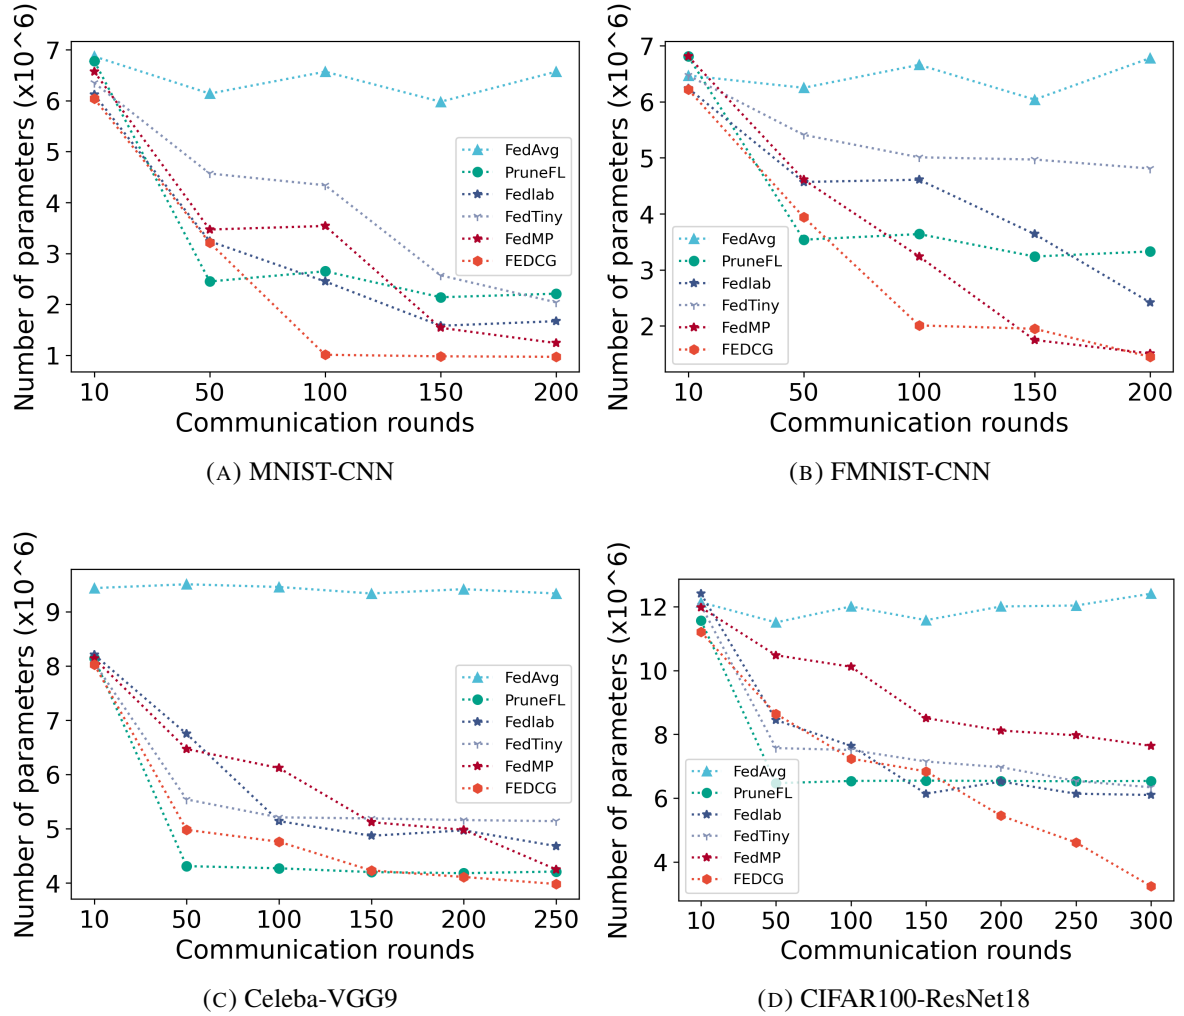 Number of parameters (x10^6)
7
6
5
4
3
2
1
FedAvg
PruneFL
Fedlab
FedTiny
FedMP
FEDCG
10 50 100 150 200
Communication rounds
(A) MNIST-CNN
Number of parameters (x10^6)
7
6
5
4
3
2
FedAvg
PruneFL
Fedlab
FedTiny
FedMP
FEDCG
10 50 100 150 200
Communication rounds
(B) FMNIST-CNN
Number of parameters (x10^6)
9
8
7
6
5
4
FedAvg
PruneFL
Fedlab
FedTiny
FedMP
FEDCG
10 50 100 150 200 250
Communication rounds
(C) Celeba-VGG9
Number of parameters (x10^6)
12
10
8
6
4
FedAvg
PruneFL
Fedlab
FedTiny
FedMP
FEDCG
10 50 100 150 200 250 300
Communication rounds
(D) CIFAR100-ResNet18